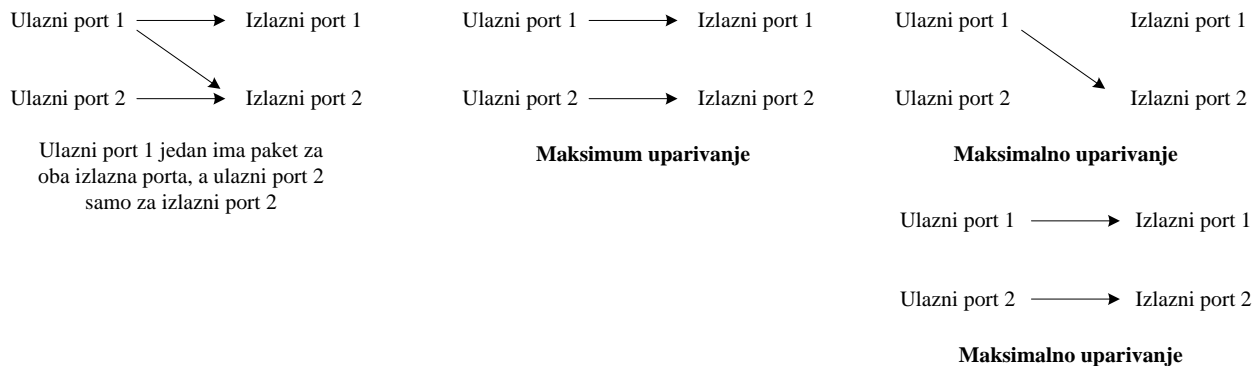 Ulazni port 1 Izlazni port 1
Ulazni port 2 Izlazni port 2
Ulazni port 1 jedan ima paket za
oba izlazna porta, a ulazni port 2
samo za izlazni port 2
Ulazni port 1 Izlazni port 1
Ulazni port 2 Izlazni port 2
Maksimum uparivanje
Ulazni port 1 Izlazni port 1
Ulazni port 2 Izlazni port 2
Maksimalno uparivanje
Ulazni port 1 Izlazni port 1
Ulazni port 2 Izlazni port 2
Maksimalno uparivanje